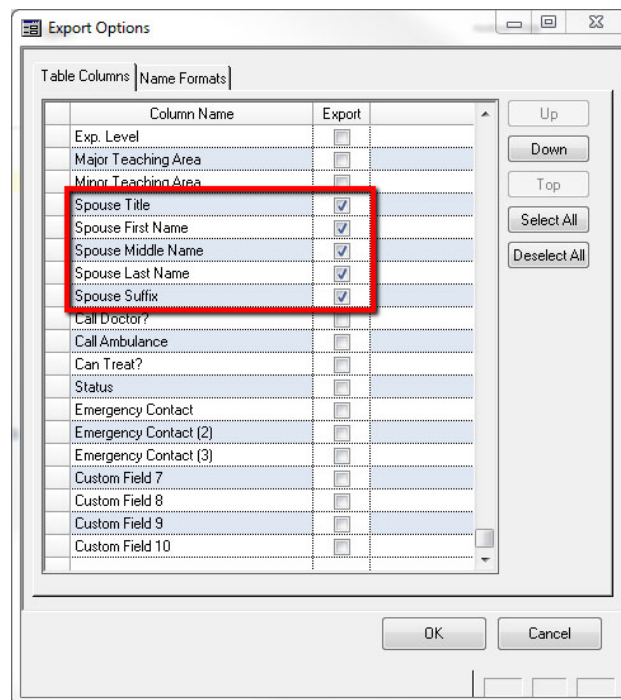 Export Options
Table Columns Name Formats
Column Name Export
Exp. Level
Major Teaching Area
Minor Teaching Area
Spouse Title
Spouse First Name
Spouse Middle Name
Spouse Last Name
Spouse Suffix
Call Doctor?
Call Ambulance
Can Treat?
Status
Emergency Contact
Emergency Contact (2)
Emergency Contact (3)
Custom Field 7
Custom Field 8
Custom Field 9
Custom Field 10
Up
Down
Top
Select All
Deselect All
OK Cancel